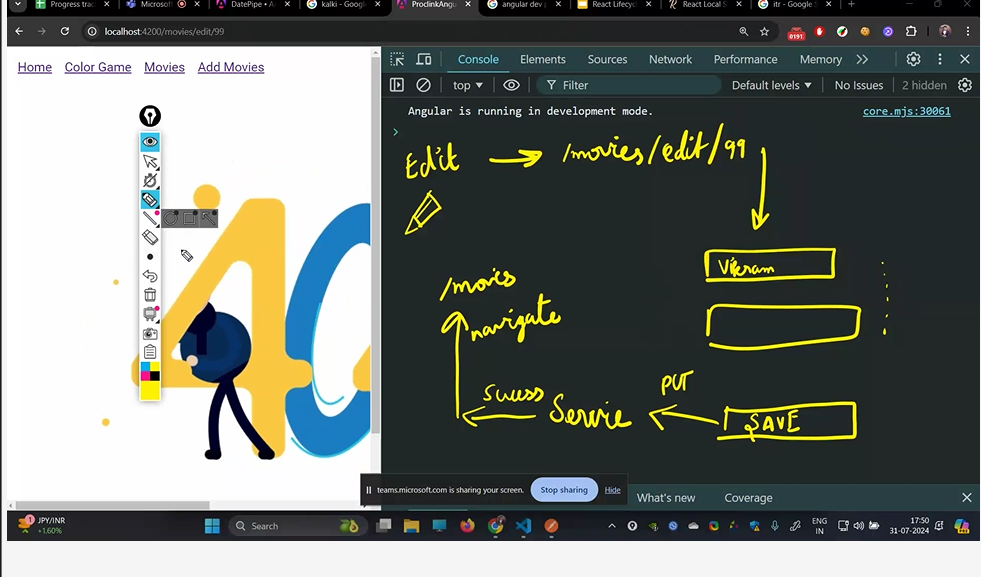 Progress trac
Microsoft
DatePipe • A
kalki - Googl
ProclinkAngu
angular dev
React Lifecy
React Local S
itr - Google S
localhost:4200/movies/edit/99
0191
Home Color Game Movies Add Movies
Console Elements Sources Network Performance Memory
top Filter Default levels No Issues 2 hidden
Angular is running in development mode. core.mjs:30061
Edit → /movies/edit/99
Vikram
/movies
navigate
PUT
Sucess Servie SAVE
40
teams.microsoft.com is sharing your screen. Stop sharing Hide
What's new Coverage
JPY/INR
+1.60%
1
Search
ENG
IN
17:50
31-07-2024